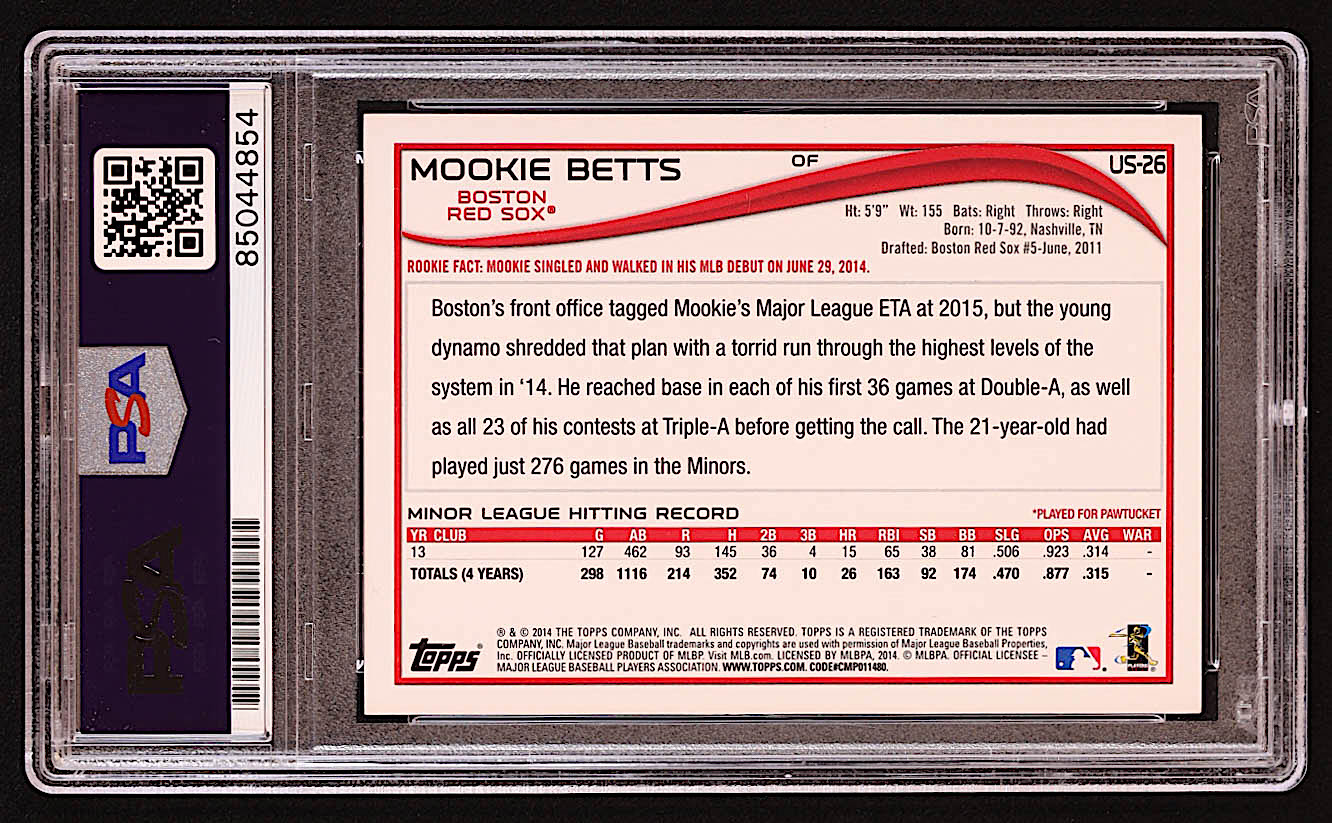 85044854
PSA
PSA
MOOKIE BETTS
OF
US-26
BOSTON
RED SOX®
Ht: 5'9" Wt: 155 Bats: Right Throws: Right
Born: 10-7-92, Nashville, TN
Drafted: Boston Red Sox #5-June, 2011
ROOKIE FACT: MOOKIE SINGLED AND WALKED IN HIS MLB DEBUT ON JUNE 29, 2014.
Boston's front office tagged Mookie's Major League ETA at 2015, but the young
dynamo shredded that plan with a torrid run through the highest levels of the
system in '14. He reached base in each of his first 36 games at Double-A, as well
as all 23 of his contests at Triple-A before getting the call. The 21-year-old had
played just 276 games in the Minors.
MINOR LEAGUE HITTING RECORD *PLAYED FOR PAWTUCKET
YR CLUB G AB R H 2B 3B HR RBI SB BB SLG OPS AVG WAR
13 127 462 93 145 36 4 15 65 38 81 .506 .923 .314 -
TOTALS (4 YEARS) 298 1116 214 352 74 10 26 163 92 174 .470 .877 .315 -
topps®
® & © 2014 THE TOPPS COMPANY, INC. ALL RIGHTS RESERVED. TOPPS IS A REGISTERED TRADEMARK OF THE TOPPS
COMPANY, INC. Major League Baseball trademarks and copyrights are used with permission of Major League Baseball Properties,
Inc. OFFICIALLY LICENSED PRODUCT OF MLBP. Visit MLB.com. LICENSED BY MLBPA, 2014. © MLBPA. OFFICIAL LICENSEE –
MAJOR LEAGUE BASEBALL PLAYERS ASSOCIATION. WWW.TOPPS.COM. CODE#CMP011480.
PLAYERS
PSA